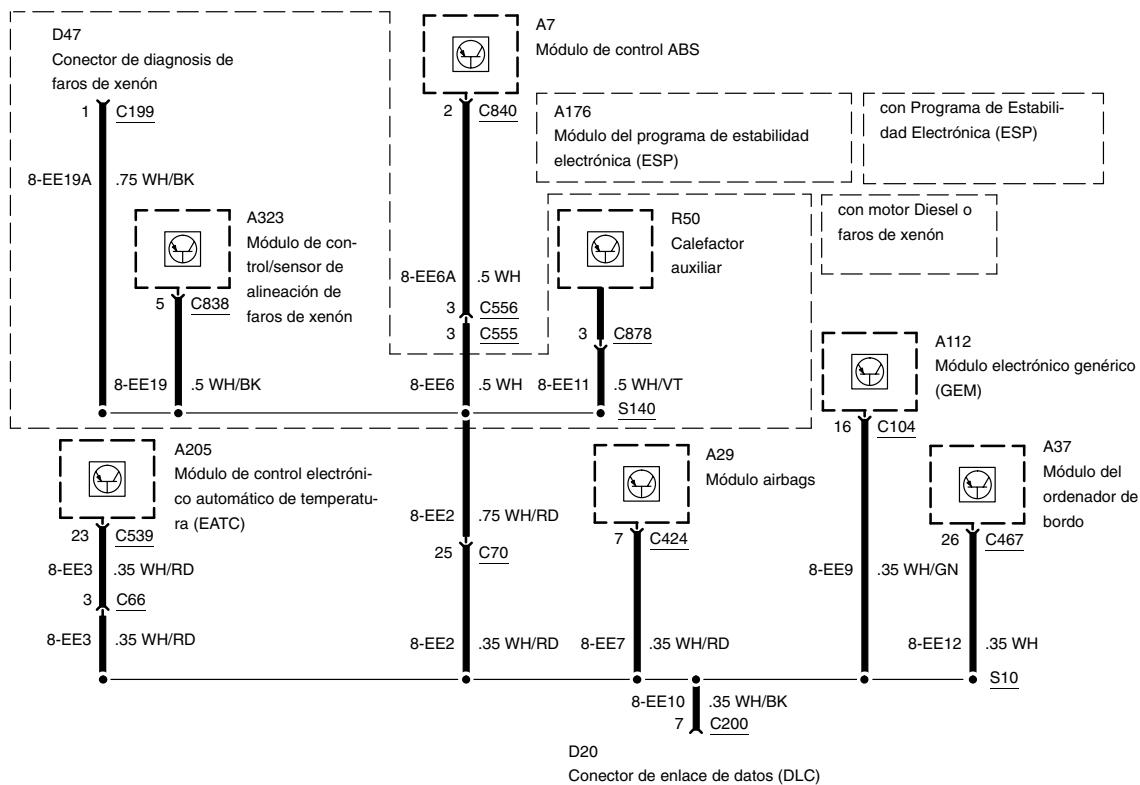 D47
Conector de diagnosis de
faros de xenón
1
C199
8-EE19A
.75 WH/BK
A7
Módulo de control ABS
2
C840
A176
Módulo del programa de estabilidad
electrónica (ESP)
con Programa de Estabili-
dad Electrónica (ESP)
A323
Módulo de con-
trol/sensor de
alineación de
faros de xenón
5
C838
8-EE6A
.5 WH
3
C556
3
C555
R50
Calefactor
auxiliar
3
C878
con motor Diesel o
faros de xenón
8-EE19
.5 WH/BK
8-EE6
.5 WH
8-EE11
.5 WH/VT
S140
A112
Módulo electrónico genérico
(GEM)
16
C104
A205
Módulo de control electróni-
co automático de temperatu-
ra (EATC)
23
C539
8-EE3
.35 WH/RD
3
C66
8-EE3
.35 WH/RD
8-EE2
.75 WH/RD
25
C70
8-EE2
.35 WH/RD
A29
Módulo airbags
7
C424
8-EE7
.35 WH/RD
8-EE9
.35 WH/GN
A37
Módulo del
ordenador de
bordo
26
C467
8-EE12
.35 WH
S10
8-EE10
.35 WH/BK
7
C200
D20
Conector de enlace de datos (DLC)